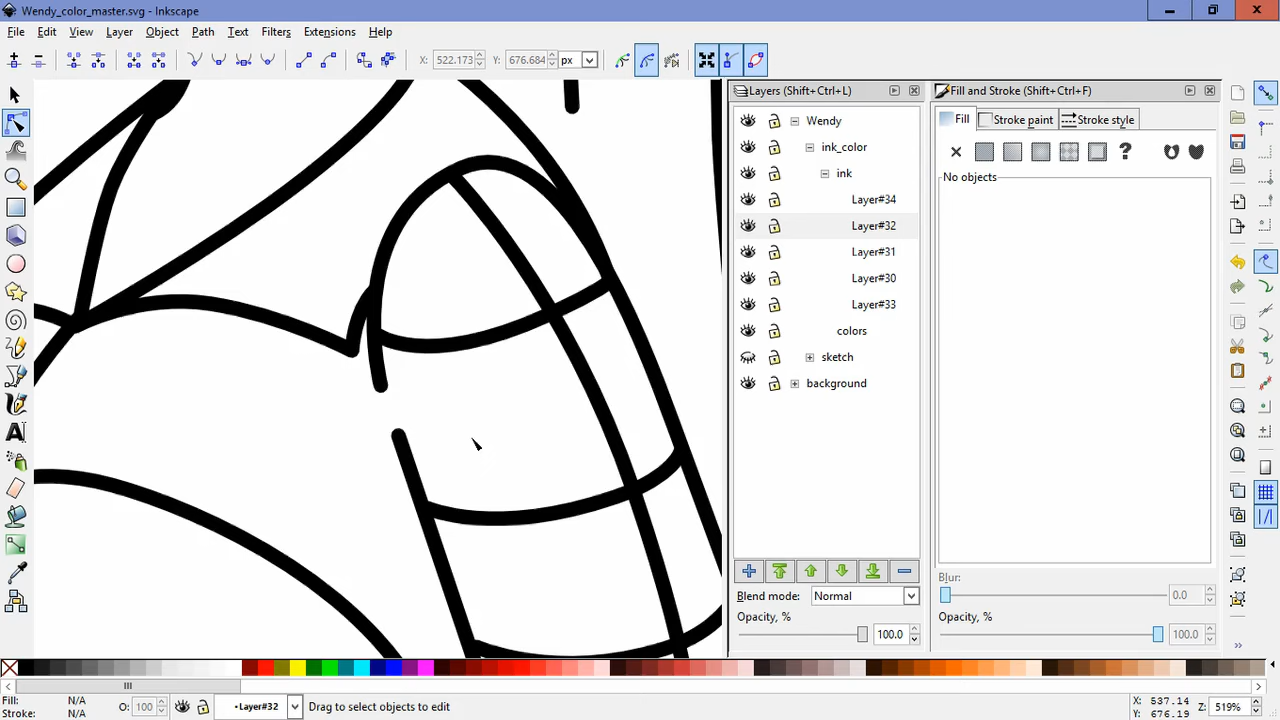 Wendy_color_master.svg - Inkscape
File Edit View Layer Object Path Text Filters Extensions Help
X: 522.173 Y: 676.684 px
Layers (Shift+Ctrl+L)
Fill and Stroke (Shift+Ctrl+F)
Wendy
ink_color
ink
Layer#34
Layer#32
Layer#31
Layer#30
Layer#33
colors
sketch
background
Blend mode: Normal
Opacity, %
100.0
Fill Stroke paint Stroke style
?
No objects
Blur:
0.0
Opacity, %
100.0
Fill: N/A
Stroke: N/A
O: 100
•Layer#32
Drag to select objects to edit
X: 537.14
Y: 676.19
Z: 519%